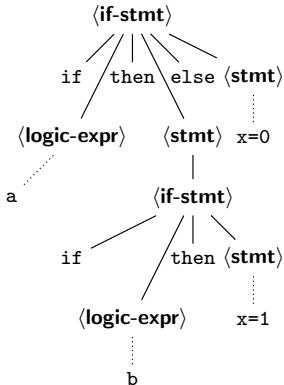 ⟨if-stmt⟩
if then else ⟨stmt⟩
⟨logic-expr⟩ ⟨stmt⟩ x=0
a ⟨if-stmt⟩
if then ⟨stmt⟩
⟨logic-expr⟩ x=1
b